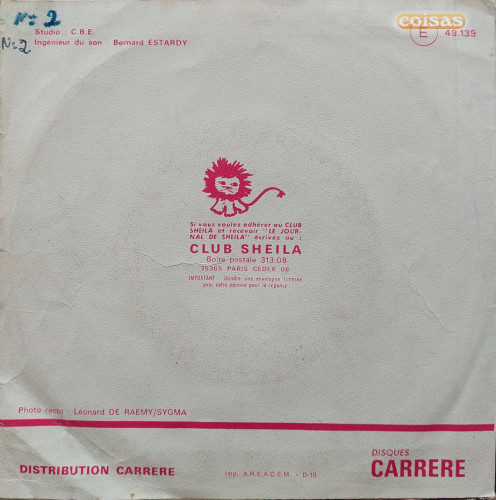 N= 2
coisas
Studio : C.B.E.
E 49.139
N=2
Ingénieur du son : Bernard ESTARDY
Si vous voulez adhérer au CLUB
SHEILA et recevoir "LE JOUR-
NAL DE SHEILA" écrivez au :
CLUB SHEILA
Boîte postale 313.08
75365 PARIS CEDEX 08
IMPORTANT : Joindre une enveloppe timbrée
avec votre adresse pour la réponse
Photo recto : Léonard DE RAEMY/SYGMA
DISTRIBUTION CARRERE
Imp. A.R.E.A.C.E.M. - D-10
DISQUES
CARRERE